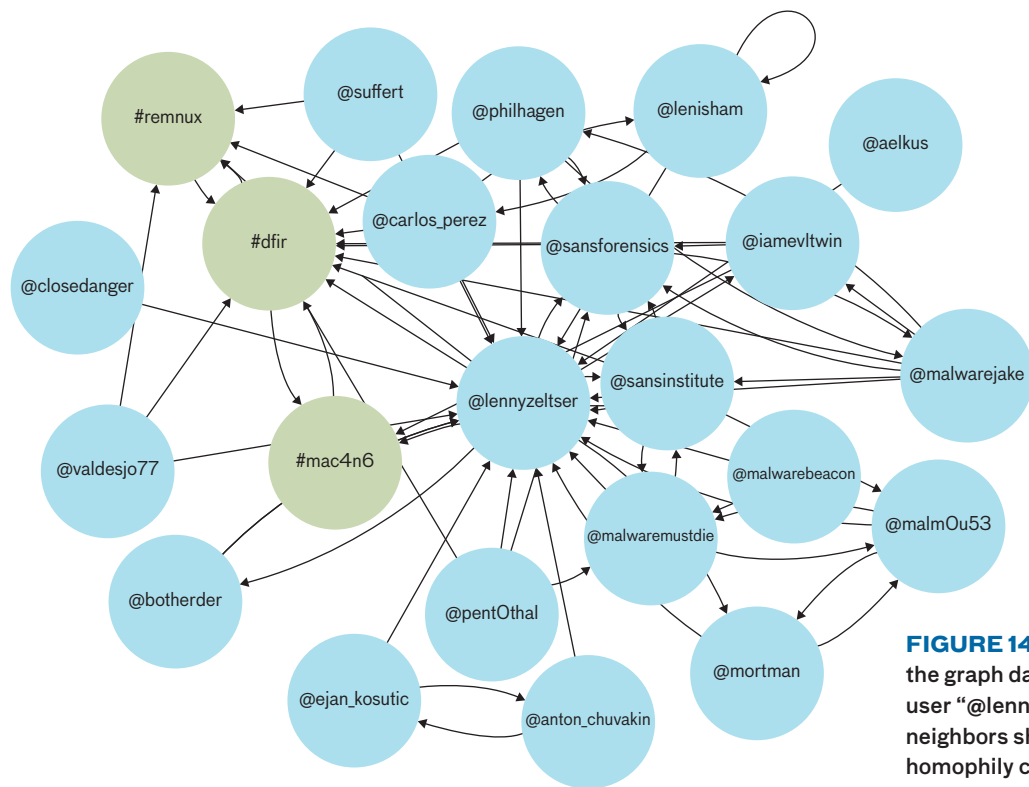 @suffert
#remnux
@philhagen
@lenisham
@aelkus
@carlos_perez
#dfir
@sansforensics
@iamevltwin
@closedanger
@malwarejake
@sansinstitute
@lennyzeltser
#mac4n6
@valdesjo77
@malwarebeacon
@malm0u53
@malwaremustdie
@botherder
@pent0thal
@mortman
@ejan_kosutic
@anton_chuvakin
FIGURE 14
the graph da
user “@lenn
neighbors sh
homophily c